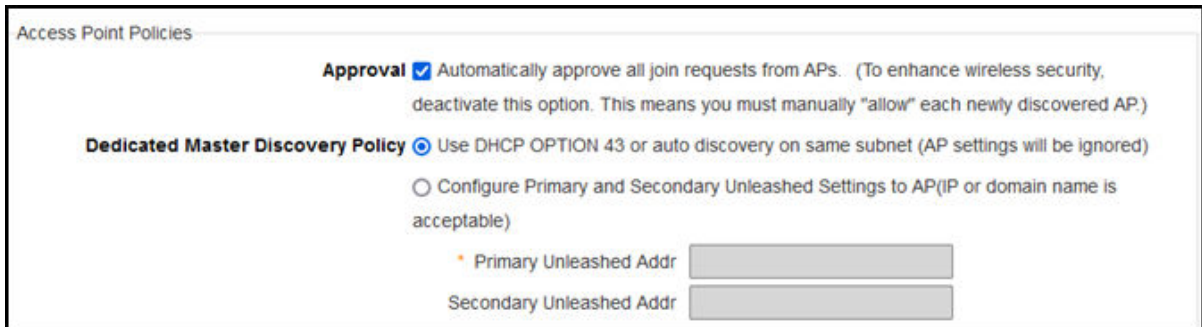 Access Point Policies
Approval Automatically approve all join requests from APs. (To enhance wireless security,
deactivate this option. This means you must manually "allow" each newly discovered AP.)
Dedicated Master Discovery Policy Use DHCP OPTION 43 or auto discovery on same subnet (AP settings will be ignored)
Configure Primary and Secondary Unleashed Settings to AP(IP or domain name is
acceptable)
* Primary Unleashed Addr
Secondary Unleashed Addr